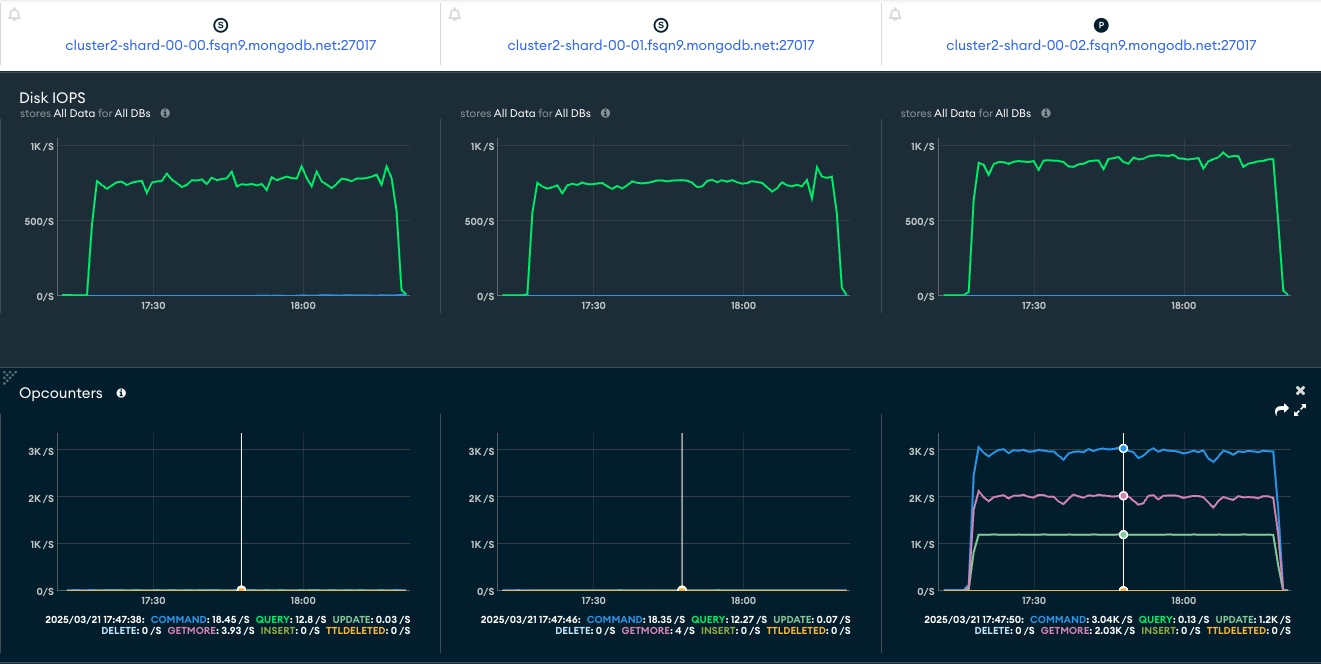 S
S
P
cluster2-shard-00-00.fsqn9.mongodb.net:27017
cluster2-shard-00-01.fsqn9.mongodb.net:27017
cluster2-shard-00-02.fsqn9.mongodb.net:27017
Disk IOPS
stores All Data for All DBs
stores All Data for All DBs
stores All Data for All DBs
1K /S
500/S
0/S
17:30
18:00
1K /S
500/S
0/S
17:30
18:00
1K /S
500/S
0/S
17:30
18:00
Opcounters
3K /S
2K /S
1K /S
0/S
17:30
18:00
2025/03/21 17:47:38: COMMAND: 18.45 /S QUERY: 12.8 /S UPDATE: 0.03 /S
DELETE: 0 /S GETMORE: 3.93 /S INSERT: 0 /S TTLDELETED: 0 /S
3K /S
2K /S
1K /S
0/S
17:30
18:00
2025/03/21 17:47:46: COMMAND: 18.35 /S QUERY: 12.27 /S UPDATE: 0.07 /S
DELETE: 0 /S GETMORE: 4 /S INSERT: 0 /S TTLDELETED: 0 /S
3K /S
2K /S
1K /S
0/S
17:30
18:00
2025/03/21 17:47:50: COMMAND: 3.04K /S QUERY: 0.13 /S UPDATE: 1.2K /S
DELETE: 0 /S GETMORE: 2.03K /S INSERT: 0 /S TTLDELETED: 0 /S